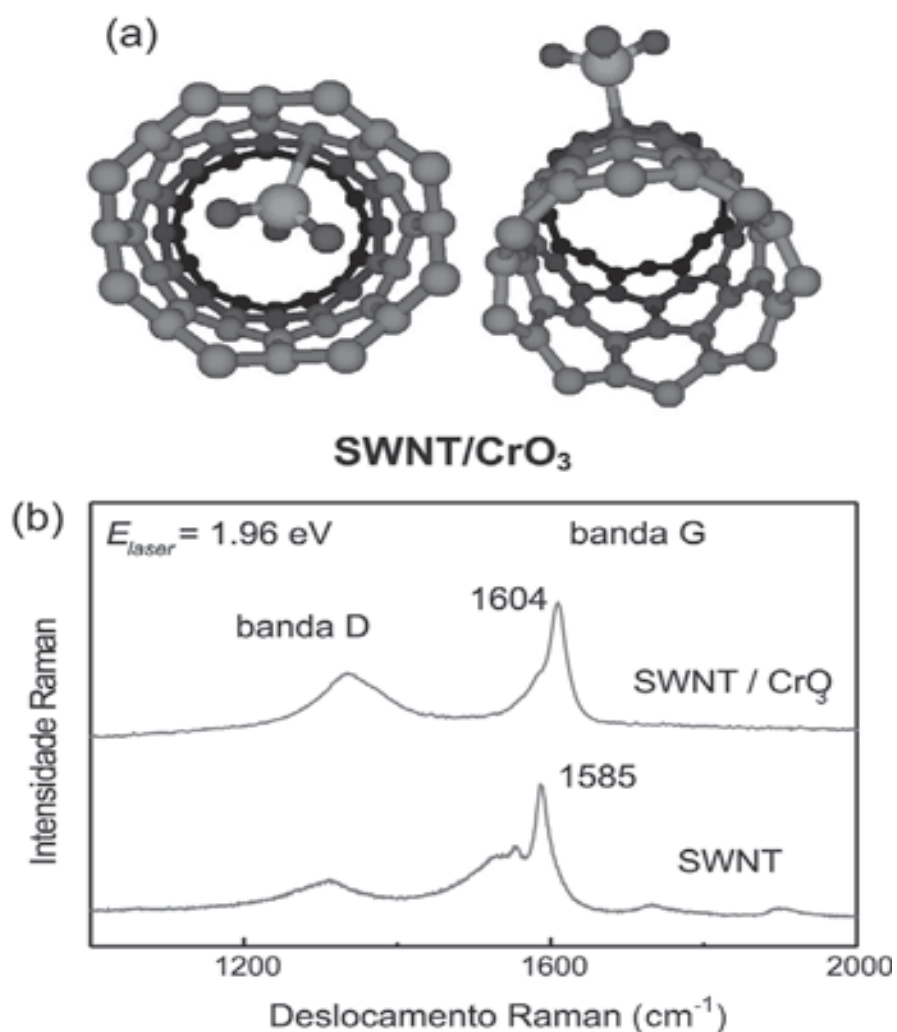 (a)
SWNT/CrO₃
(b)
E_laser = 1.96 eV
banda G
1604
banda D
SWNT / CrO₃
1585
SWNT
Intensidade Raman
1200 1600 2000
Deslocamento Raman (cm⁻¹)